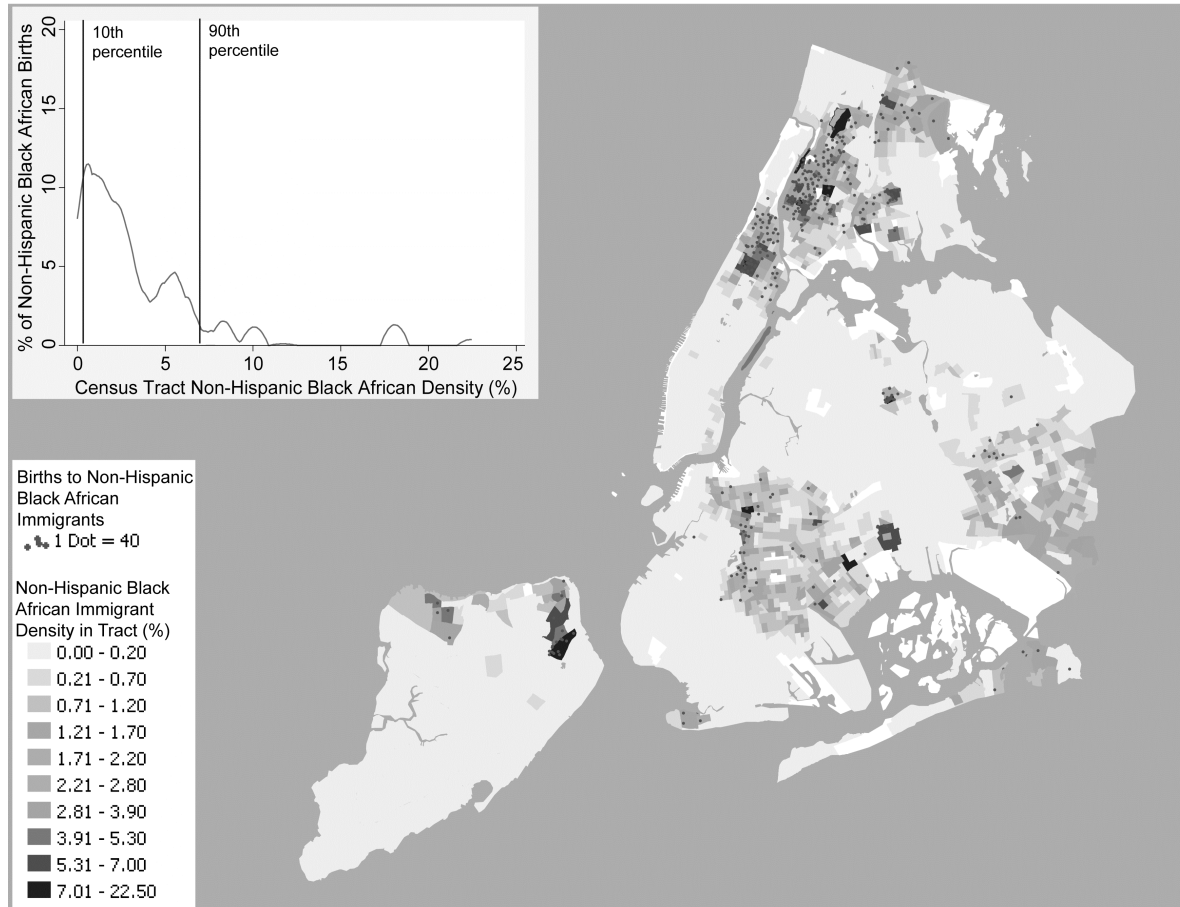 20
15
10
5
0
% of Non-Hispanic Black African Births
10th
percentile
90th
percentile
0 5 10 15 20 25
Census Tract Non-Hispanic Black African Density (%)
Births to Non-Hispanic
Black African
Immigrants
1 Dot = 40
Non-Hispanic Black
African Immigrant
Density in Tract (%)
0.00 - 0.20
0.21 - 0.70
0.71 - 1.20
1.21 - 1.70
1.71 - 2.20
2.21 - 2.80
2.81 - 3.90
3.91 - 5.30
5.31 - 7.00
7.01 - 22.50